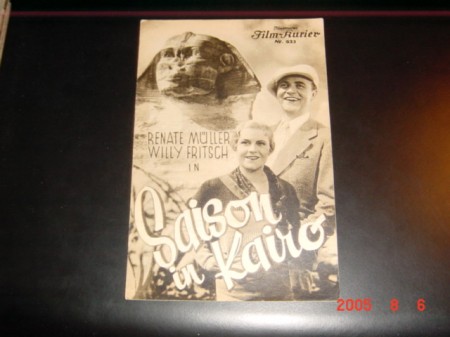 Film-Kurier
RENATE MÜLLER
WILLY FRITSCH
IN
Saison
in Kairo
2005 8 6